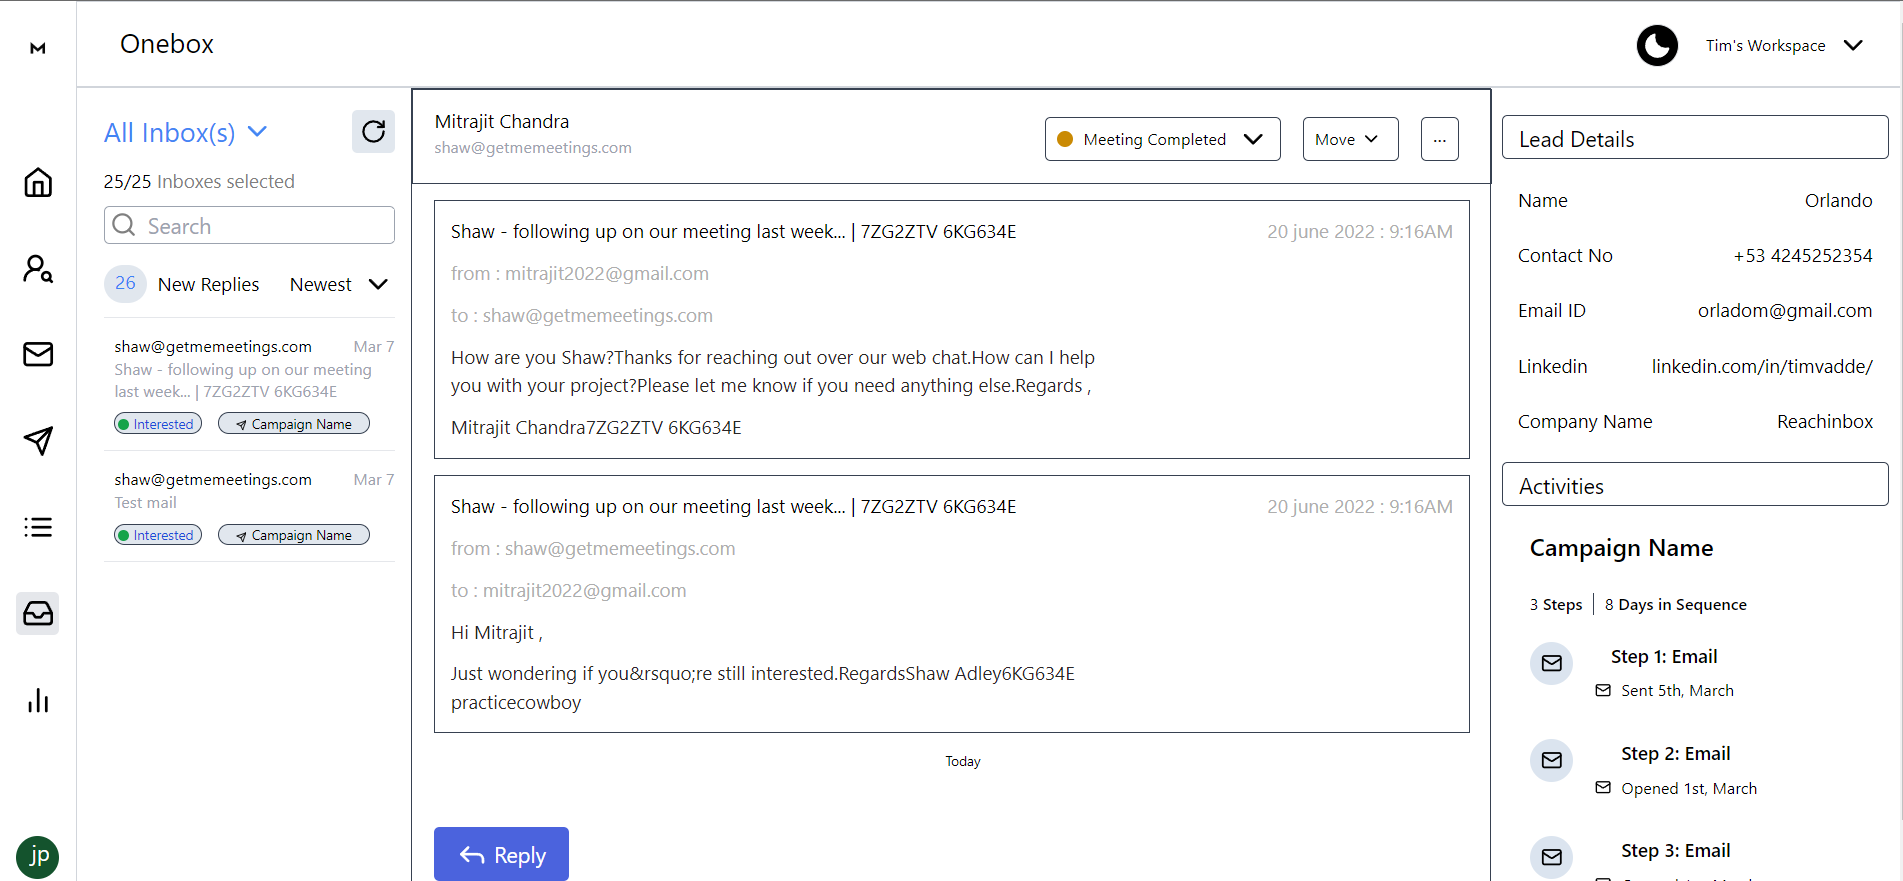 M
Onebox
Tim's Workspace
All Inbox(s)
25/25 Inboxes selected
Search
26 New Replies Newest
shaw@getmemeetings.com Mar 7
Shaw - following up on our meeting
last week... | 7ZG2ZTV 6KG634E
Interested Campaign Name
shaw@getmemeetings.com Mar 7
Test mail
Interested Campaign Name
jp
Mitrajit Chandra
shaw@getmemeetings.com
Meeting Completed Move ...
Shaw - following up on our meeting last week... | 7ZG2ZTV 6KG634E 20 june 2022 : 9:16AM
from : mitrajit2022@gmail.com
to : shaw@getmemeetings.com
How are you Shaw?Thanks for reaching out over our web chat.How can I help
you with your project?Please let me know if you need anything else.Regards ,
Mitrajit Chandra7ZG2ZTV 6KG634E
Shaw - following up on our meeting last week... | 7ZG2ZTV 6KG634E 20 june 2022 : 9:16AM
from : shaw@getmemeetings.com
to : mitrajit2022@gmail.com
Hi Mitrajit ,
Just wondering if you&rsquo;re still interested.RegardsShaw Adley6KG634E
practicecowboy
Today
Reply
Lead Details
Name Orlando
Contact No +53 4245252354
Email ID orladom@gmail.com
Linkedin linkedin.com/in/timvadde/
Company Name Reachinbox
Activities
Campaign Name
3 Steps | 8 Days in Sequence
Step 1: Email
Sent 5th, March
Step 2: Email
Opened 1st, March
Step 3: Email